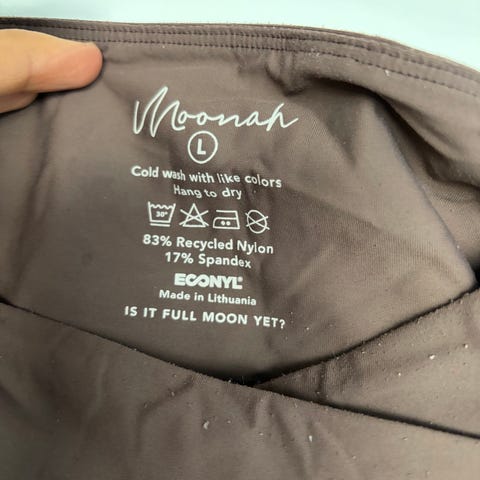 Moonah
L
Cold wash with like colors
Hang to dry
30°
83% Recycled Nylon
17% Spandex
ECONYL®
Made in Lithuania
IS IT FULL MOON YET?